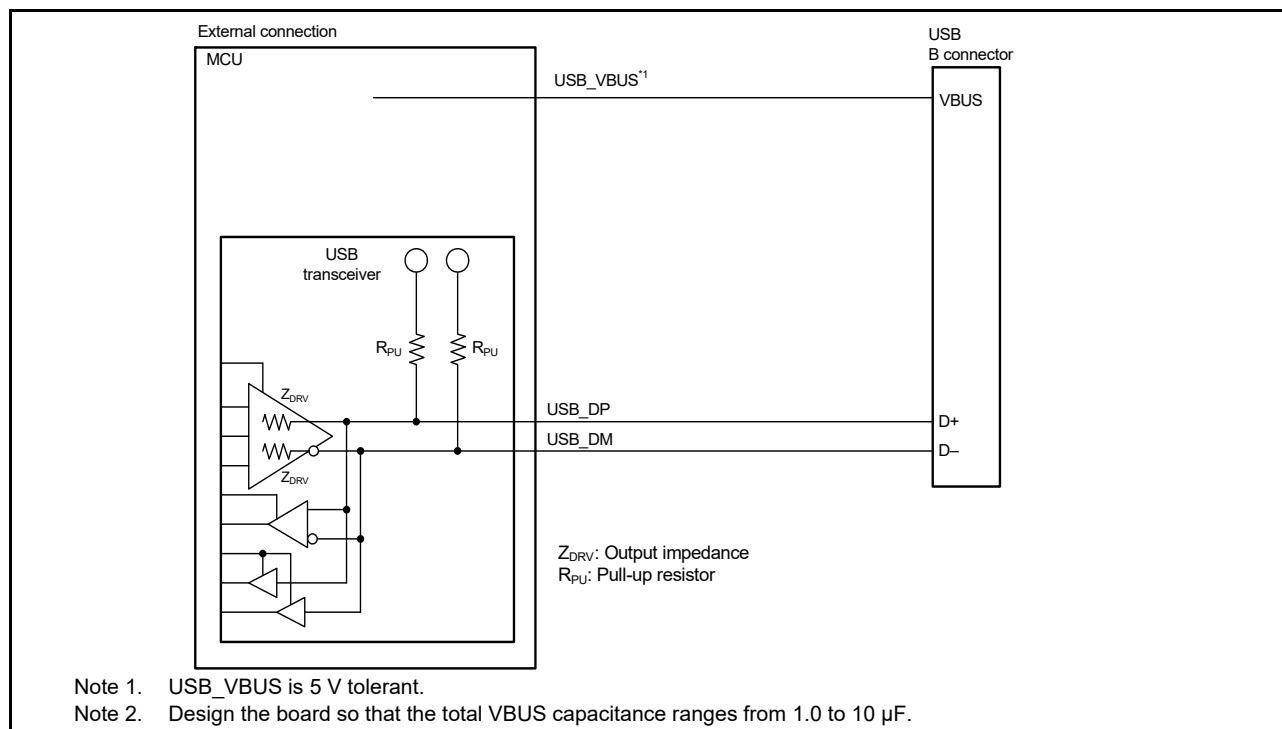 External connection
MCU
USB
B connector
USB_VBUS*1
VBUS
USB
transceiver
RPU
RPU
ZDRV
USB_DP
D+
USB_DM
D–
ZDRV
ZDRV: Output impedance
RPU: Pull-up resistor
Note 1. USB_VBUS is 5 V tolerant.
Note 2. Design the board so that the total VBUS capacitance ranges from 1.0 to 10 µF.